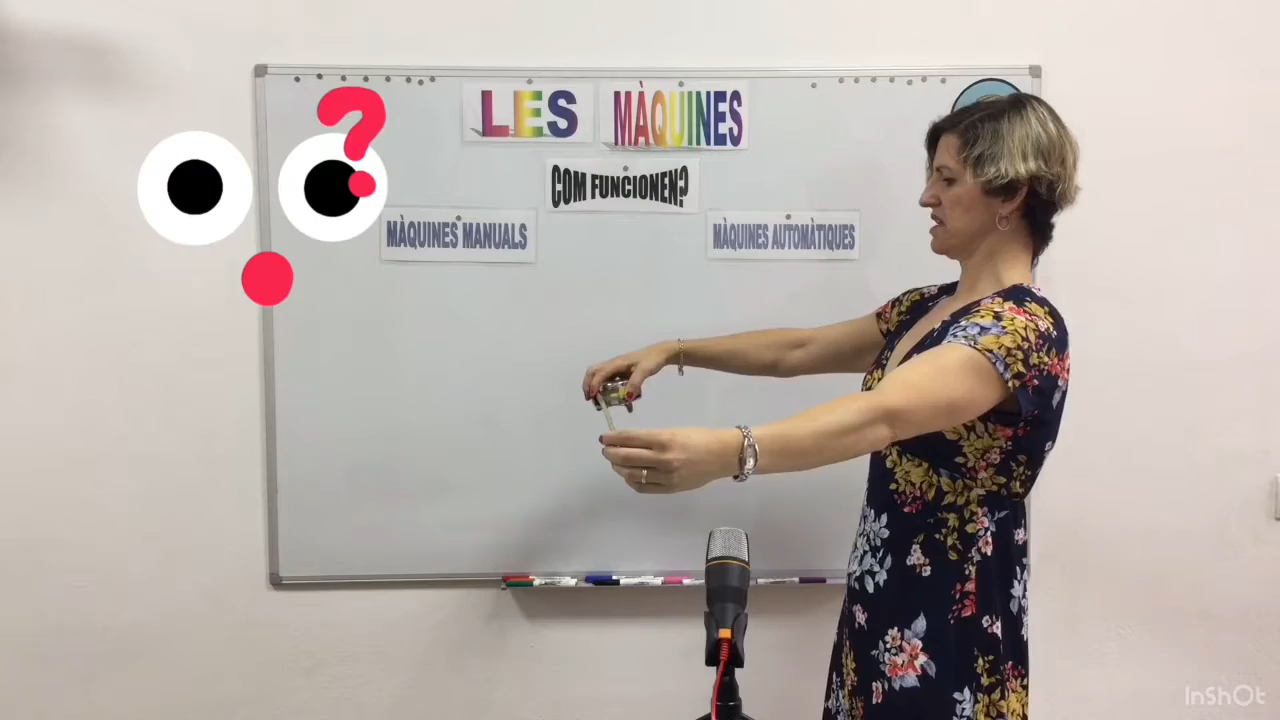 LES MÀQUINES
COM FUNCIONEN?
MÀQUINES MANUALS
MÀQUINES AUTOMÀTIQUES
InShOt